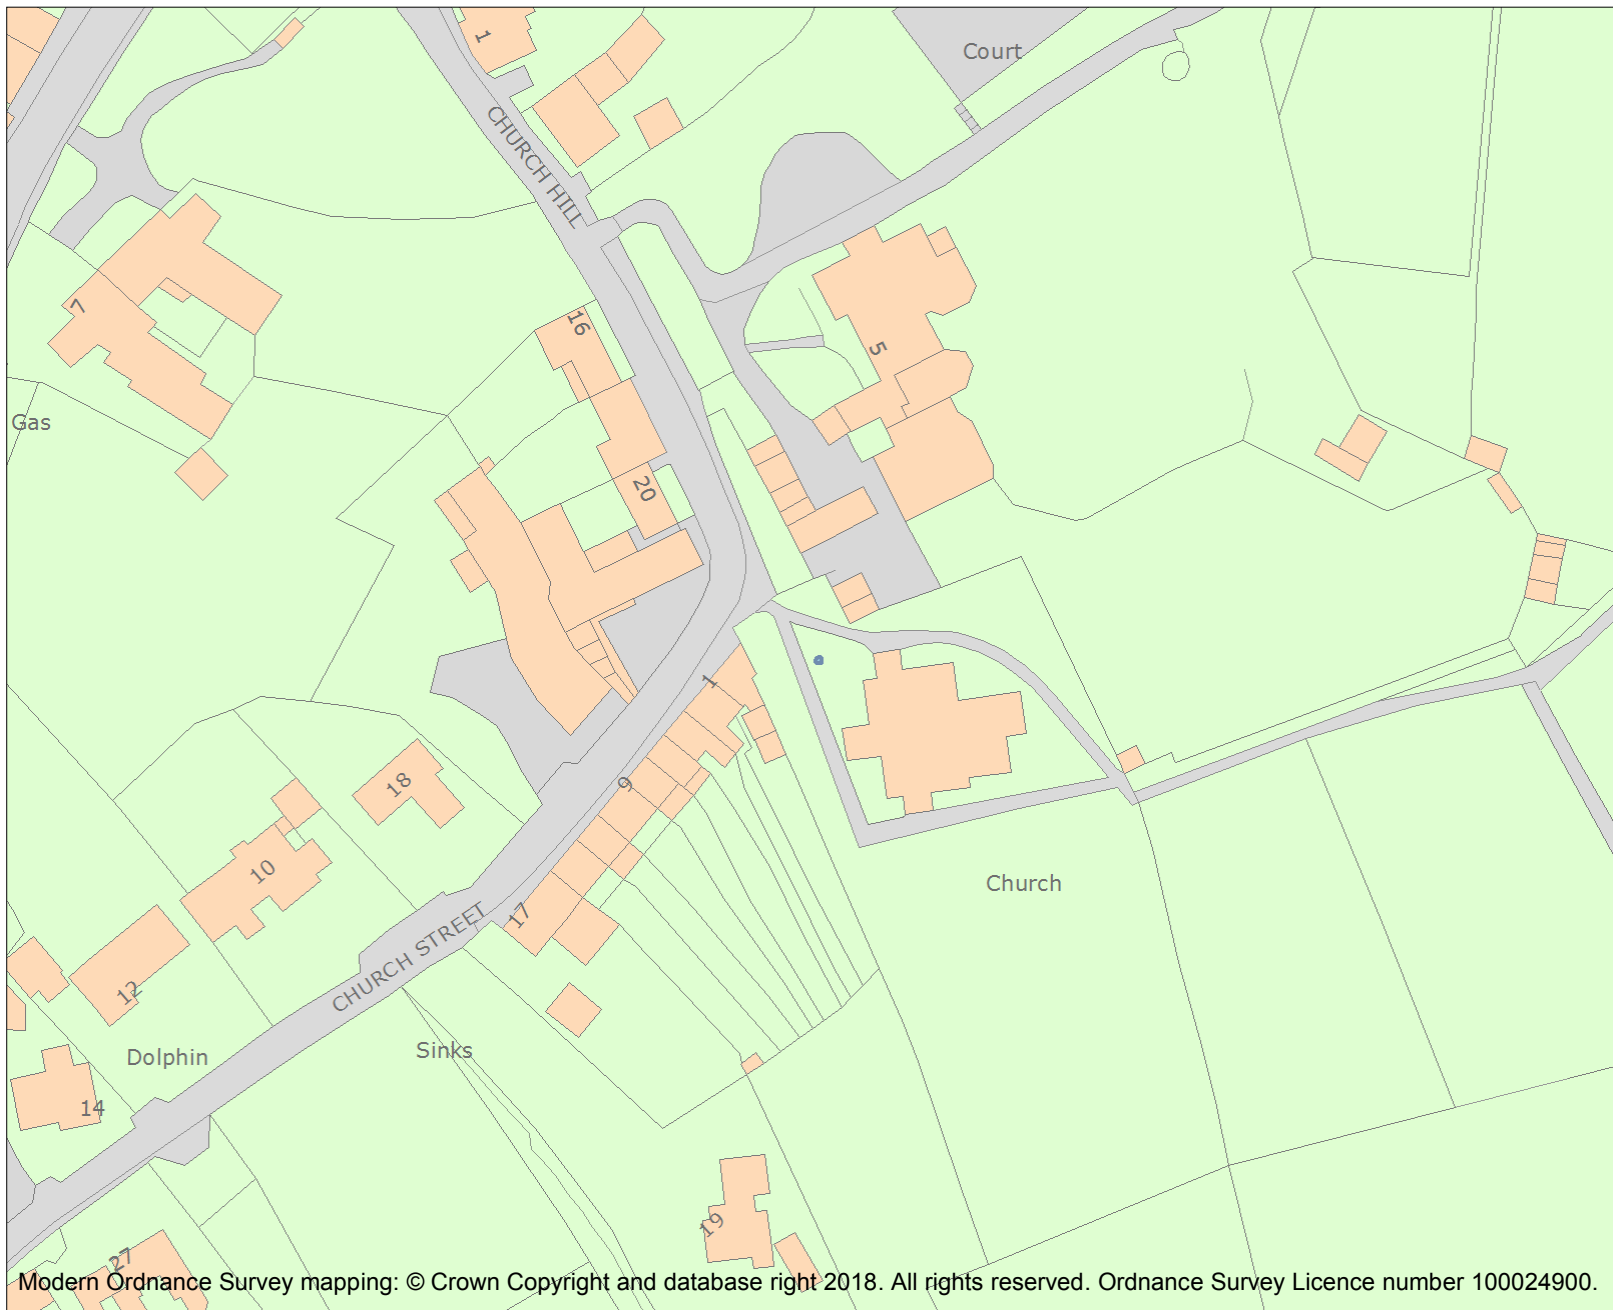 1
Court
CHURCH HILL
7
16
5
Gas
20
1
9
18
10
17
Church
CHURCH STREET
12
Sinks
Dolphin
14
19
27
Modern Ordnance Survey mapping: © Crown Copyright and database right 2018. All rights reserved. Ordnance Survey Licence number 100024900.